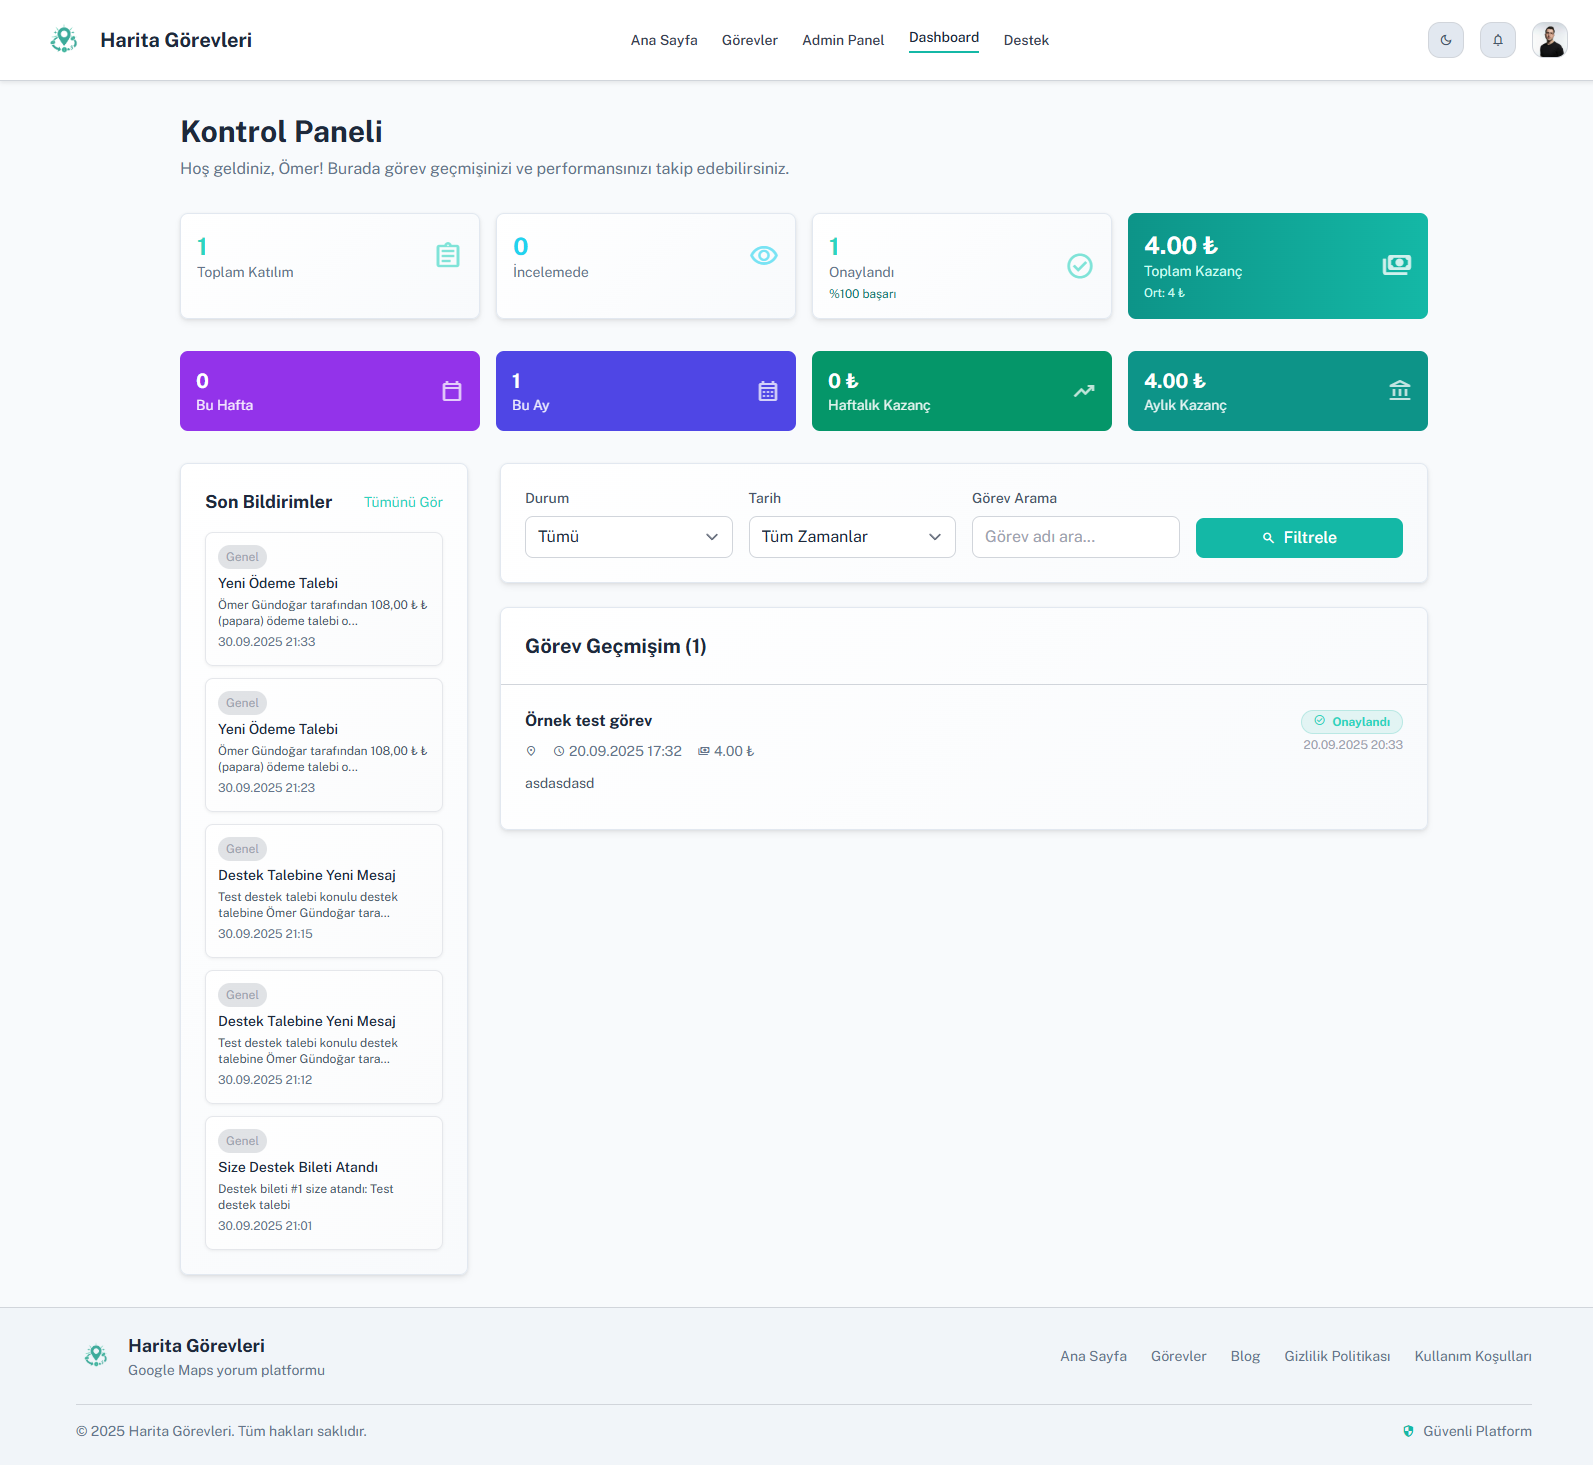 Harita Görevleri
Ana Sayfa
Görevler
Admin Panel
Dashboard
Destek
Kontrol Paneli
Hoş geldiniz, Ömer! Burada görev geçmişinizi ve performansınızı takip edebilirsiniz.
1
Toplam Katılım
0
İncelemede
1
Onaylandı
%100 başarı
4.00 ₺
Toplam Kazanç
Ort: 4 ₺
0
Bu Hafta
1
Bu Ay
0 ₺
Haftalık Kazanç
4.00 ₺
Aylık Kazanç
Son Bildirimler
Tümünü Gör
Genel
Yeni Ödeme Talebi
Ömer Gündoğar tarafından 108,00 ₺ ₺
(papara) ödeme talebi o...
30.09.2025 21:33
Genel
Yeni Ödeme Talebi
Ömer Gündoğar tarafından 108,00 ₺ ₺
(papara) ödeme talebi o...
30.09.2025 21:23
Genel
Destek Talebine Yeni Mesaj
Test destek talebi konulu destek
talebine Ömer Gündoğar tara...
30.09.2025 21:15
Genel
Destek Talebine Yeni Mesaj
Test destek talebi konulu destek
talebine Ömer Gündoğar tara...
30.09.2025 21:12
Genel
Size Destek Bileti Atandı
Destek bileti #1 size atandı: Test
destek talebi
30.09.2025 21:01
Durum
Tümü
Tarih
Tüm Zamanlar
Görev Arama
Görev adı ara...
Filtrele
Görev Geçmişim (1)
Örnek test görev
20.09.2025 17:32
4.00 ₺
asdasdasd
Onaylandı
20.09.2025 20:33
Harita Görevleri
Google Maps yorum platformu
Ana Sayfa
Görevler
Blog
Gizlilik Politikası
Kullanım Koşulları
© 2025 Harita Görevleri. Tüm hakları saklıdır.
Güvenli Platform